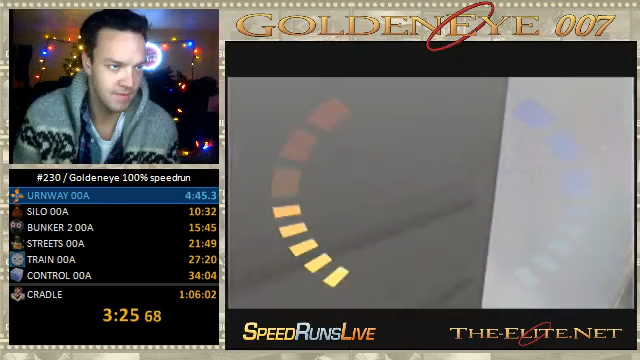 GOLDENEYE 007
#230 / Goldeneye 100% speedrun
URNWAY 00A 4:45.3
SILO 00A 10:32
BUNKER 2 00A 15:45
STREETS 00A 21:49
TRAIN 00A 27:20
CONTROL 00A 34:04
CRADLE 1:06:02
3:25 68
SPEEDRUNSLIVE
THE-ELITE.NET